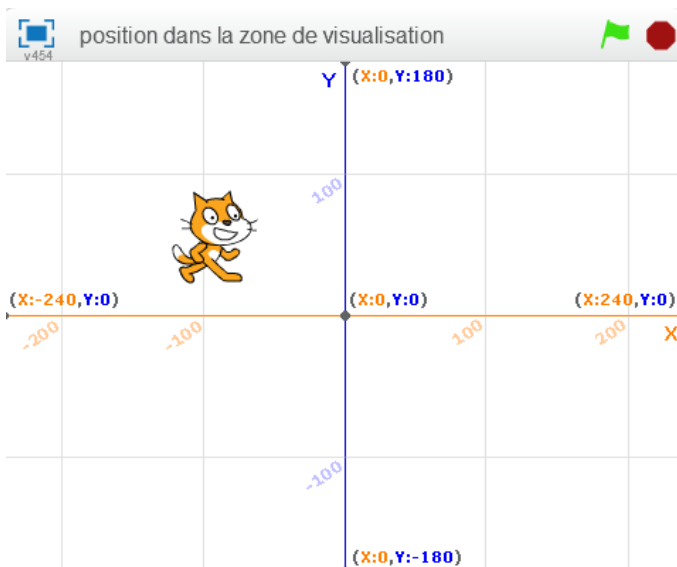 position dans la zone de visualisation
v454
Y (X:0,Y:180)
100
(X:-240,Y:0) (X:0,Y:0) (X:240,Y:0)
-200 -100 100 200 X
-100
(X:0,Y:-180)